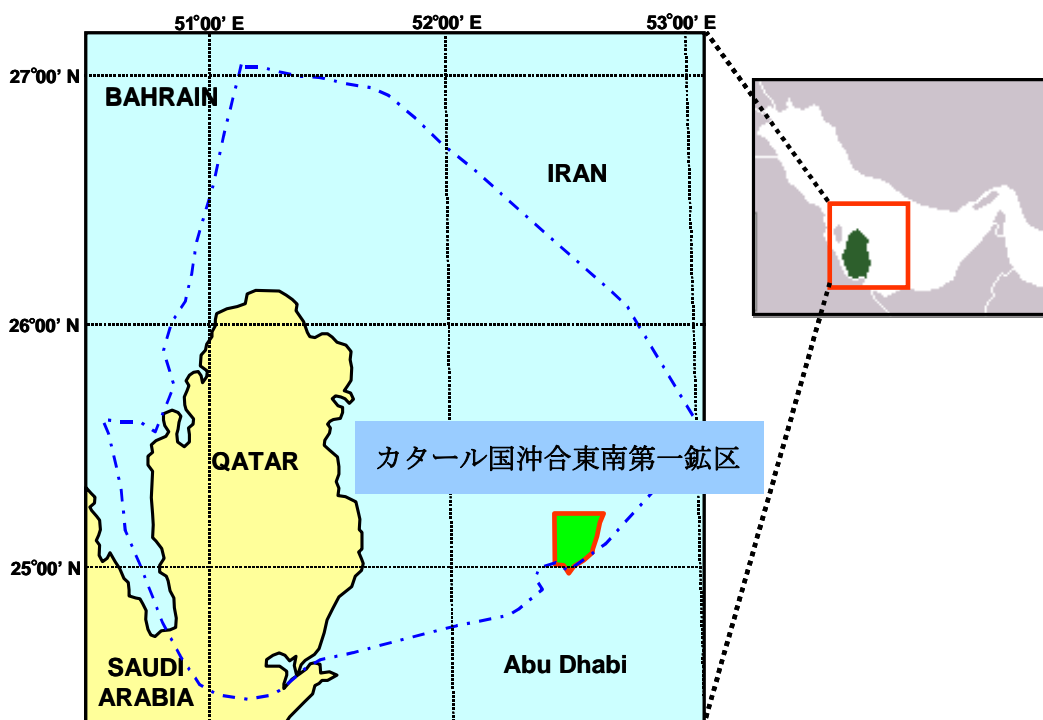 51°00' E
52°00' E
53°00' E
27°00' N
BAHRAIN
IRAN
26°00' N
QATAR
カタール国沖合東南第一鉱区
25°00' N
SAUDI
ARABIA
Abu Dhabi